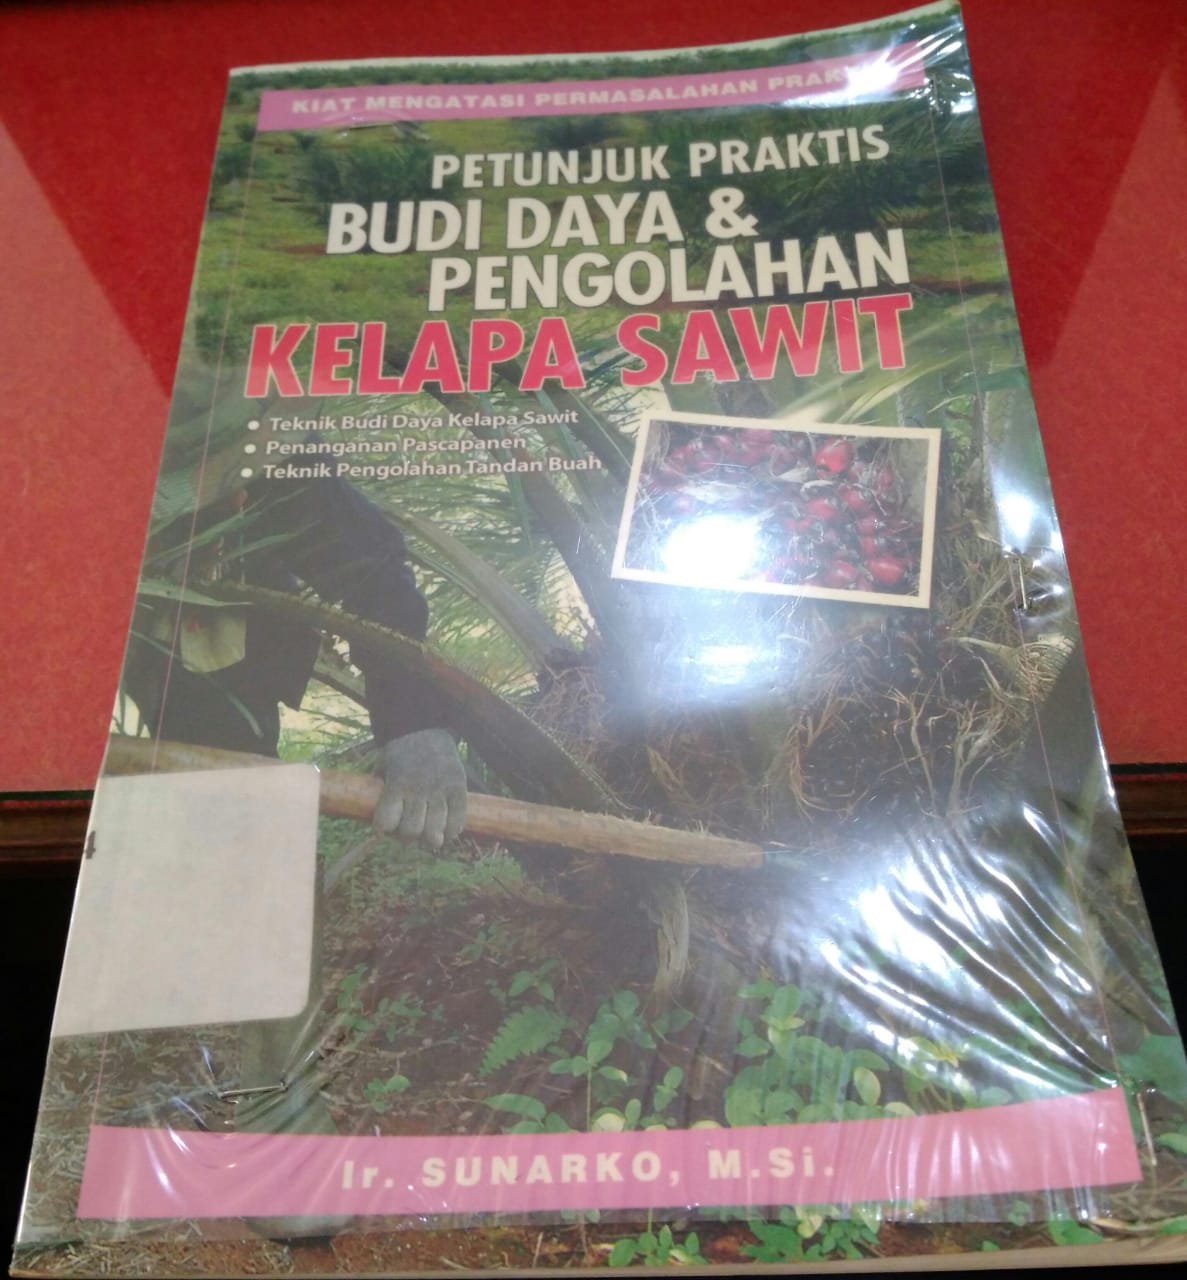 KIAT MENGATASI PERMASALAHAN
PETUNJUK PRAKTIS
BUDI DAYA &
PENGOLAHAN
KELAPA SAWIT
• Teknik Budi Daya Kelapa Sawit
• Penanganan Pascapanen
• Teknik Pengolahan Tandan Buah
Ir. SUNARKO, M.Si.